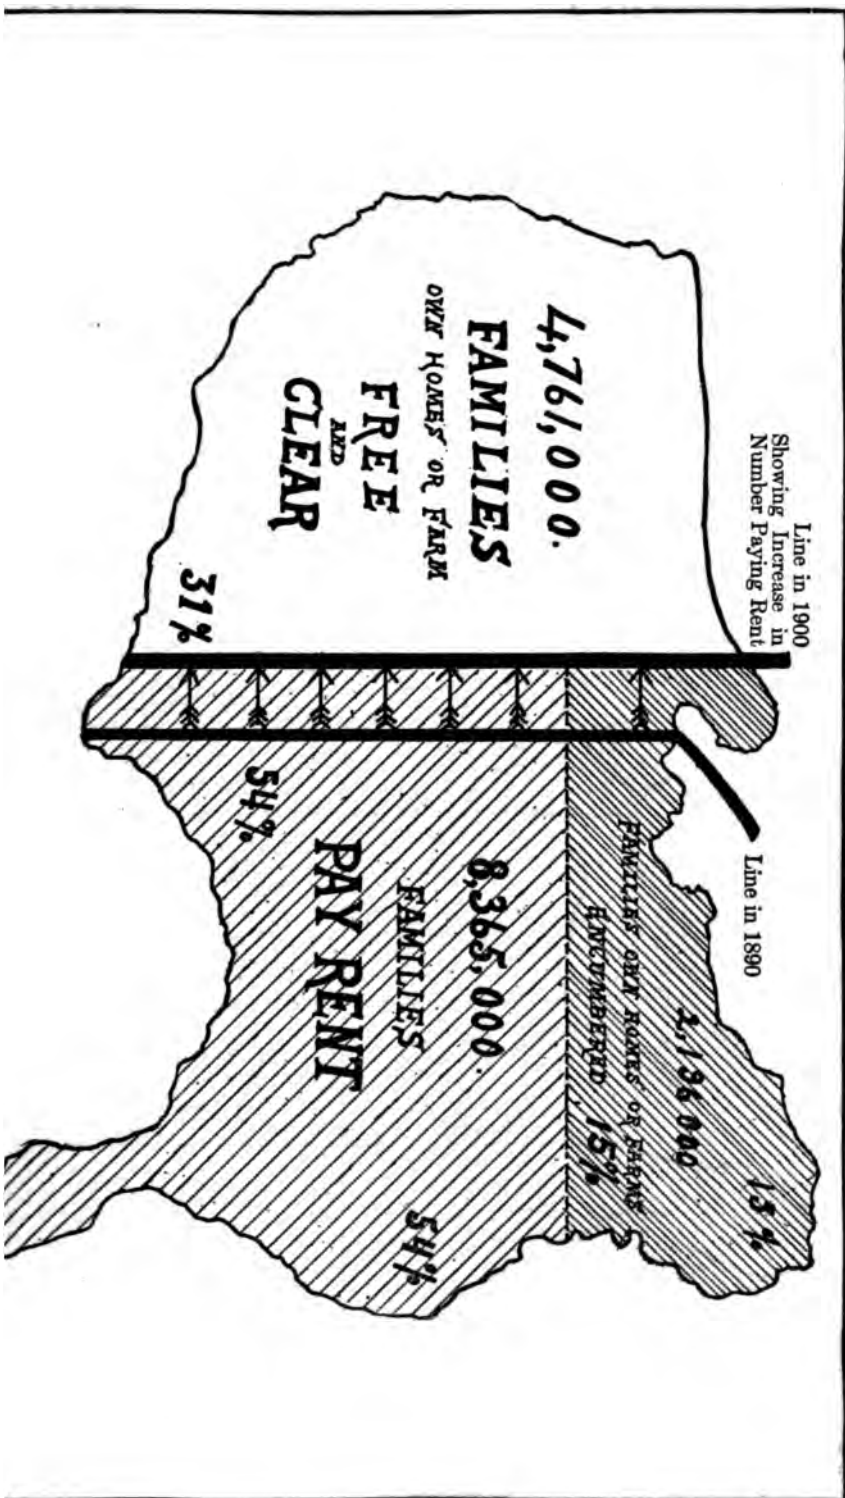 Line in 1900
Showing Increase in
Number Paying Rent
Line in 1890
4,761,000.
FAMILIES
OWN HOMES OR FARM
FREE
AND
CLEAR
31%
15%
2,196 000
FAMILIES OWN HOMES OR FARMS
ENCUMBERED 15%
8,365,000
FAMILIES
PAY RENT
54%
54%